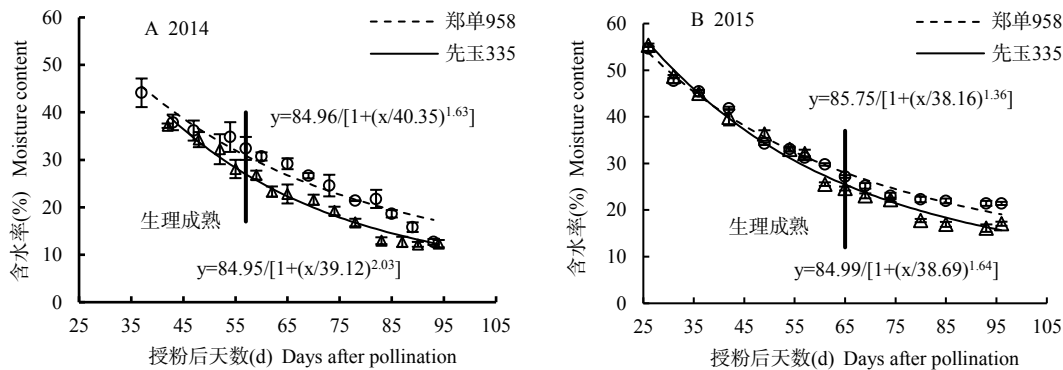 A 2014
郑单958
先玉335
y=84.96/[1+(x/40.35)^1.63]
生理成熟
y=84.95/[1+(x/39.12)^2.03]
含水率(%) Moisture content
60
50
40
30
20
10
0
25 35 45 55 65 75 85 95 105
授粉后天数(d) Days after pollination
B 2015
郑单958
先玉335
y=85.75/[1+(x/38.16)^1.36]
生理成熟
y=84.99/[1+(x/38.69)^1.64]
含水率(%) Moisture content
60
50
40
30
20
10
0
25 35 45 55 65 75 85 95 105
授粉后天数(d) Days after pollination